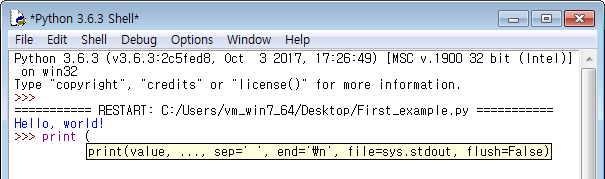 *Python 3.6.3 Shell*
File Edit Shell Debug Options Window Help
Python 3.6.3 (v3.6.3:2c5fed8, Oct  3 2017, 17:26:49) [MSC v.1900 32 bit (Intel)]
on win32
Type "copyright", "credits" or "license()" for more information.
>>>
=========== RESTART: C:/Users/vm_win7_64/Desktop/First_example.py ===========
Hello, world!
>>> print (
print(value, ..., sep=' ', end='₩n', file=sys.stdout, flush=False)